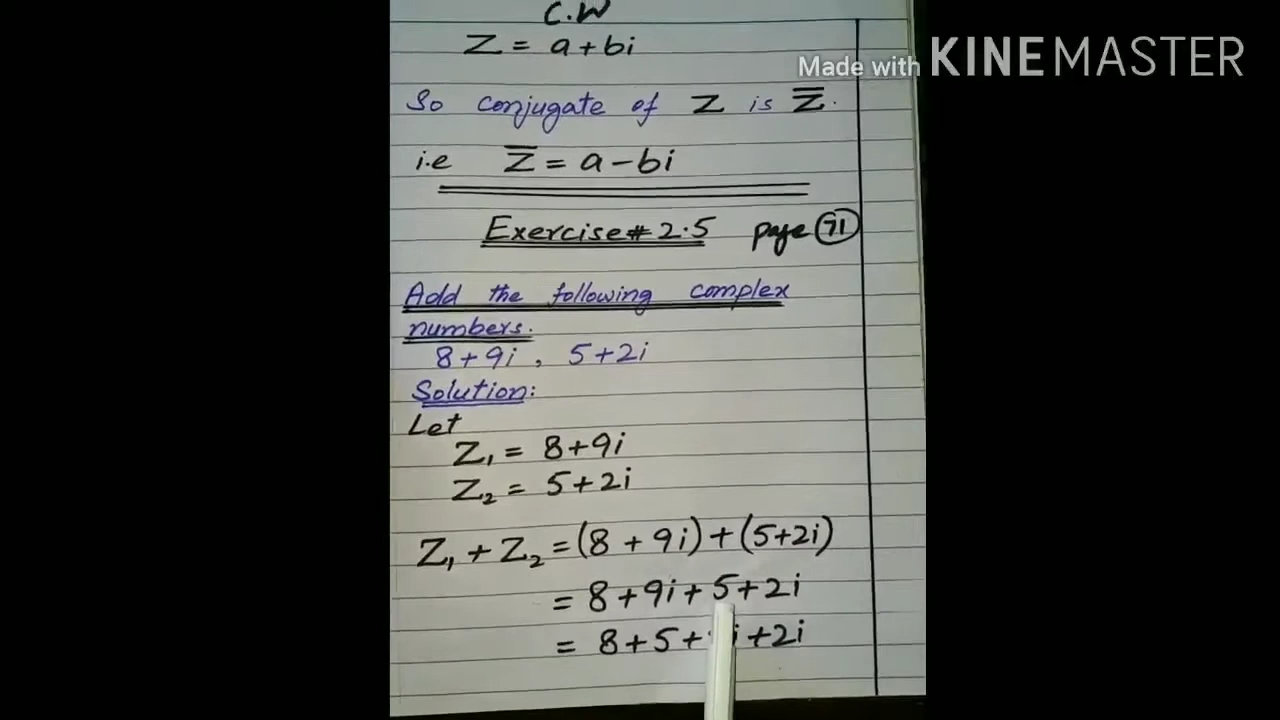 C.W
Z = a+bi
Made with KINEMASTER
So conjugate of Z is Z̿.
i.e Z̅ = a-bi
Exercise# 2.5 page 91
Add the following complex
numbers.
8+9i , 5+2i
Solution:
Let
Z₁ = 8+9i
Z₂ = 5+2i
Z₁ + Z₂ = (8 + 9i)+(5+2i)
= 8+9i+5+2i
= 8+5+ i+2i